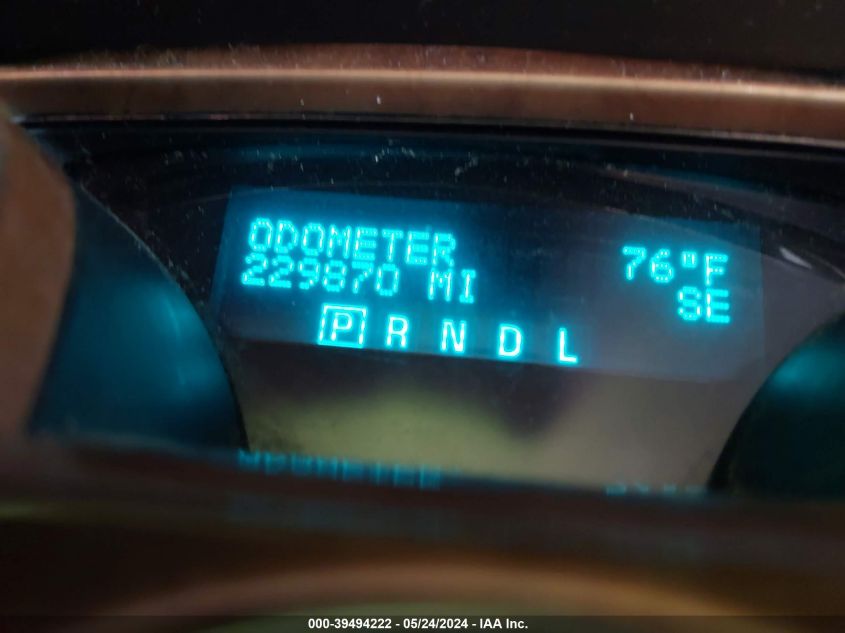 ODOMETER 76°F
229870 MI SE
P R N D L
000-39494222 - 05/24/2024 - IAA Inc.